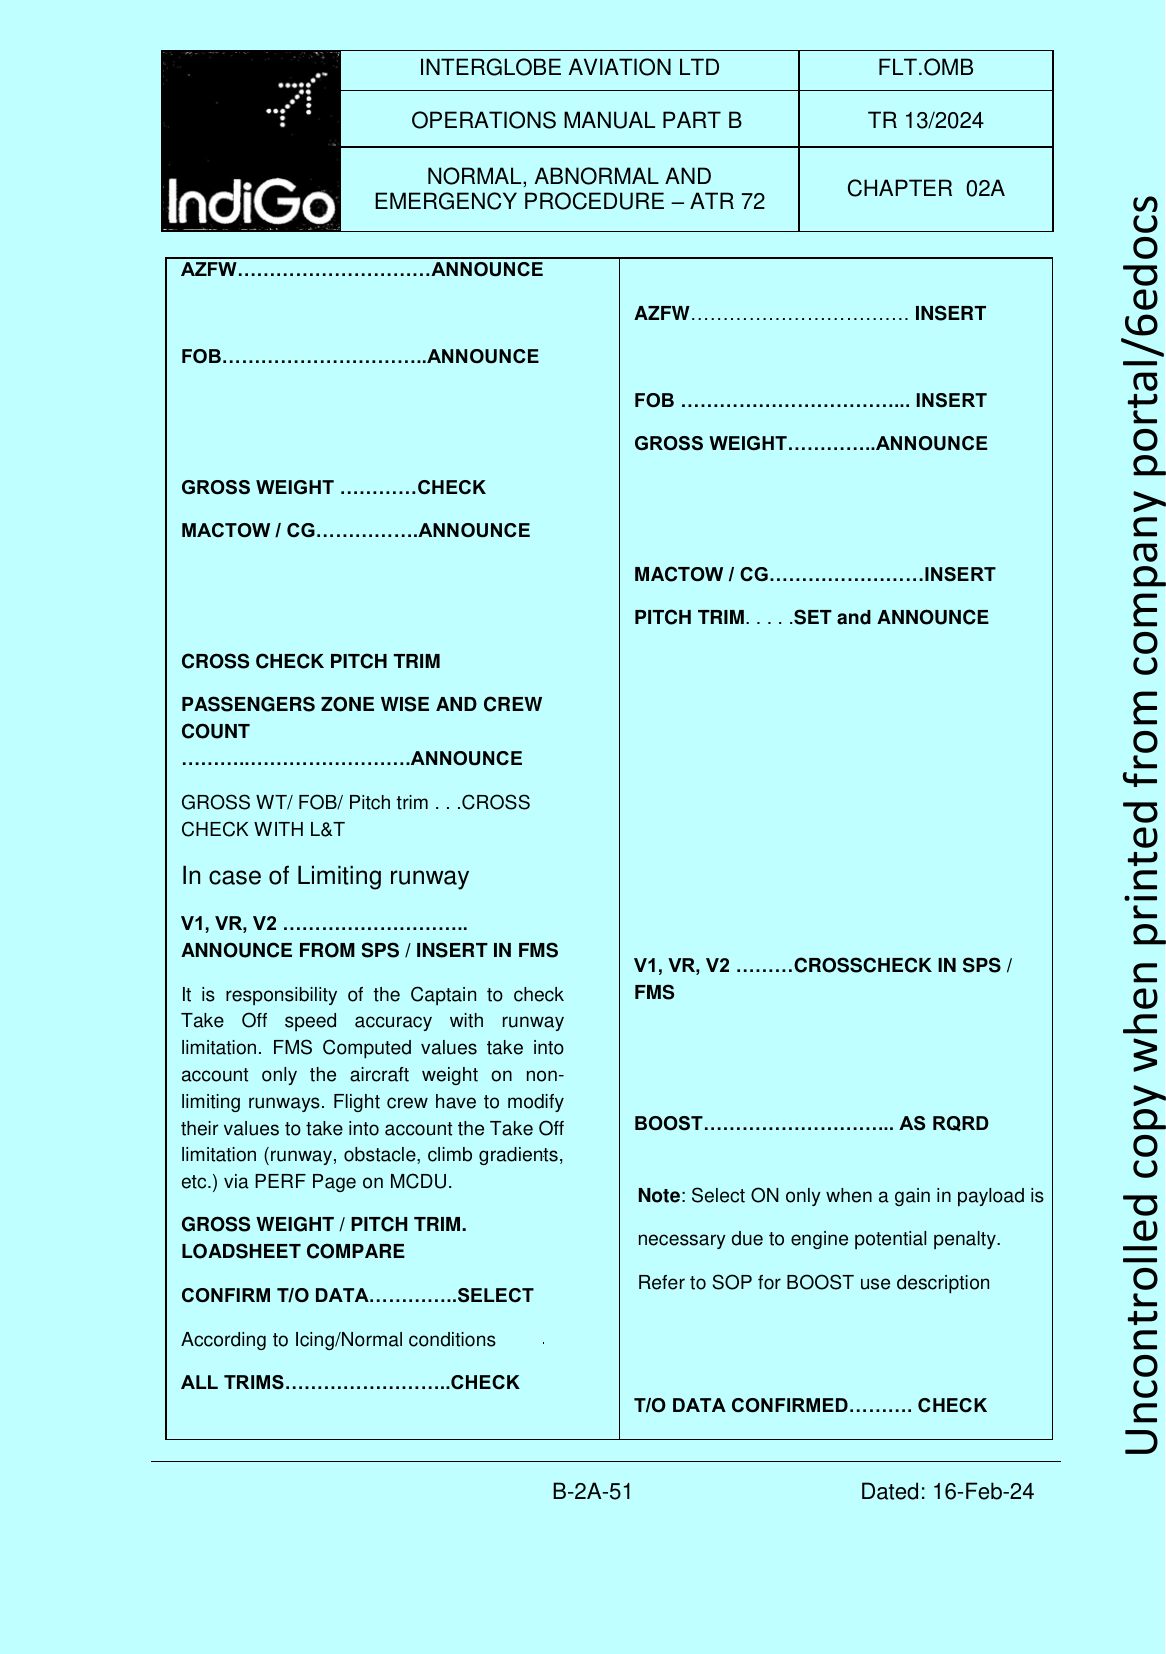 IndiGo
INTERGLOBE AVIATION LTD
FLT.OMB
OPERATIONS MANUAL PART B
TR 13/2024
NORMAL, ABNORMAL AND
EMERGENCY PROCEDURE – ATR 72
CHAPTER  02A
AZFW…………………………ANNOUNCE
FOB…………………………..ANNOUNCE
GROSS WEIGHT …………CHECK
MACTOW / CG…………….ANNOUNCE
CROSS CHECK PITCH TRIM
PASSENGERS ZONE WISE AND CREW
COUNT
……….…………………….ANNOUNCE
GROSS WT/ FOB/ Pitch trim . . .CROSS
CHECK WITH L&T
In case of Limiting runway
V1, VR, V2 ………………………..
ANNOUNCE FROM SPS / INSERT IN FMS
It is responsibility of the Captain to check
Take Off speed accuracy with runway
limitation. FMS Computed values take into
account only the aircraft weight on non-
limiting runways. Flight crew have to modify
their values to take into account the Take Off
limitation (runway, obstacle, climb gradients,
etc.) via PERF Page on MCDU.
GROSS WEIGHT / PITCH TRIM.
LOADSHEET COMPARE
CONFIRM T/O DATA…………..SELECT
According to Icing/Normal conditions .
ALL TRIMS……………………..CHECK
AZFW……………………………. INSERT
FOB ……………………………... INSERT
GROSS WEIGHT…………..ANNOUNCE
MACTOW / CG……………………INSERT
PITCH TRIM. . . . .SET and ANNOUNCE
V1, VR, V2 ………CROSSCHECK IN SPS /
FMS
BOOST……………………….. AS RQRD
Note: Select ON only when a gain in payload is
necessary due to engine potential penalty.
Refer to SOP for BOOST use description
T/O DATA CONFIRMED………. CHECK
B-2A-51
Dated: 16-Feb-24
Uncontrolled copy when printed from company portal/6edocs